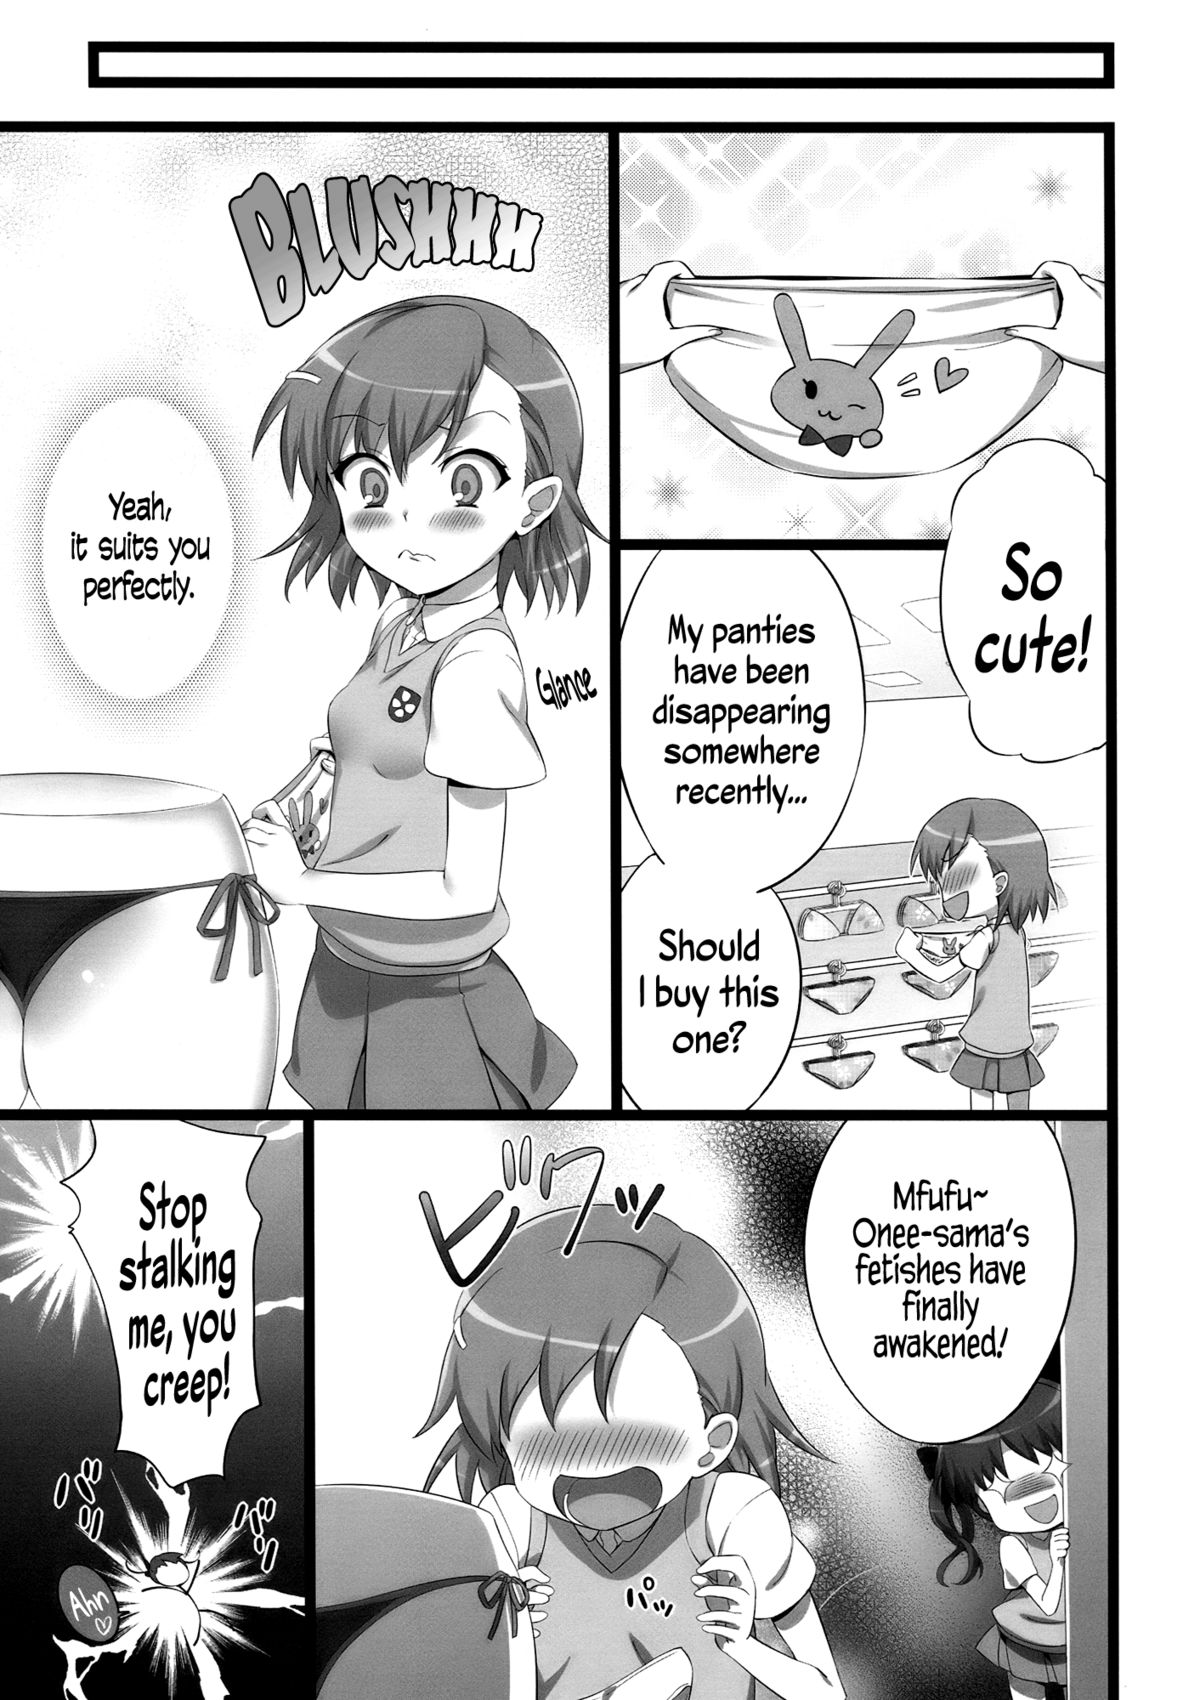 So
cute!
My panties
have been
disappearing
somewhere
recently...
Should
I buy this
one?
BLUSHHH
Yeah,
it suits you
perfectly.
Glance
Mfufu~
Onee-sama's
fetishes have
finally
awakened!
ビクッ
パッ
Stop
stalking
me, you
creep!
Ahn
♡